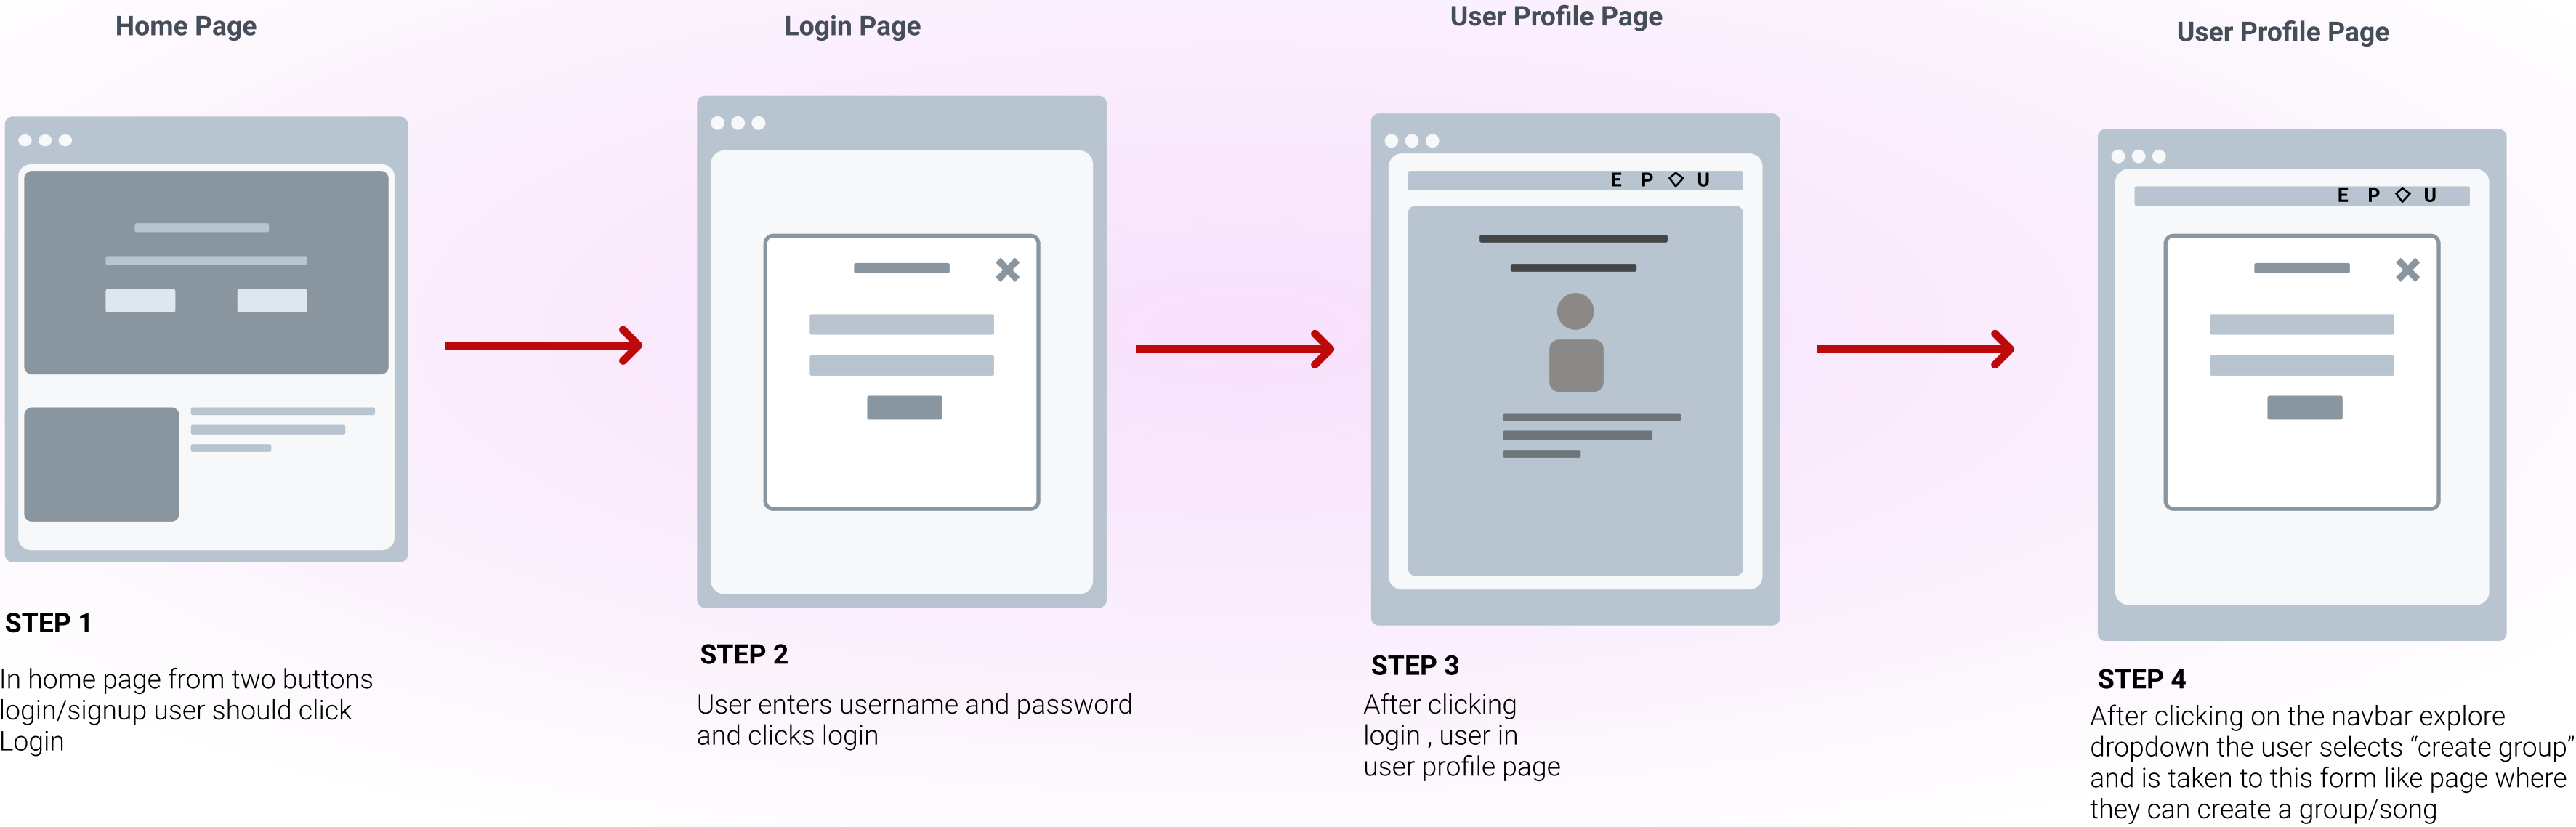 Home Page
Login Page
User Profile Page
User Profile Page
E P ◇ U
E P ◇ U
STEP 1
In home page from two buttons
login/signup user should click
Login
STEP 2
User enters username and password
and clicks login
STEP 3
After clicking
login , user in
user profile page
STEP 4
After clicking on the navbar explore
dropdown the user selects “create group”
and is taken to this form like page where
they can create a group/song